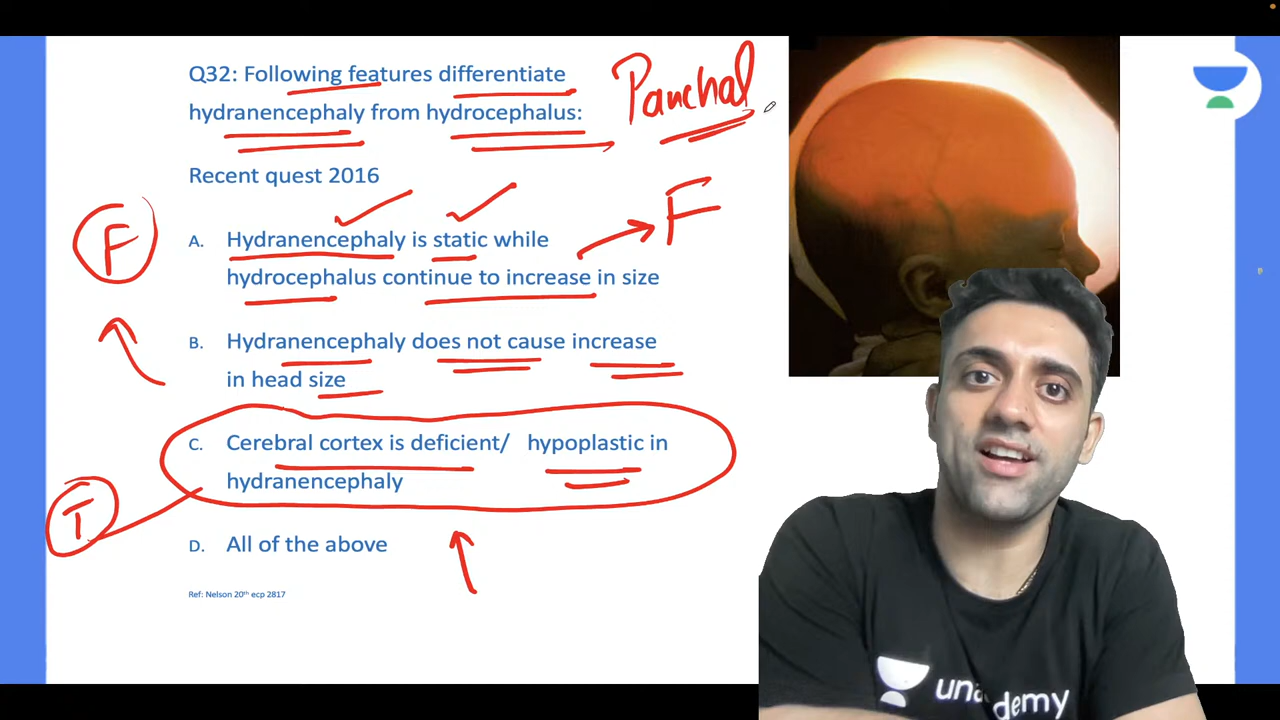 Q32: Following features differentiate
hydranencephaly from hydrocephalus:
Panchal
Recent quest 2016
F
A. Hydranencephaly is static while
hydrocephalus continue to increase in size
F
B. Hydranencephaly does not cause increase
in head size
C. Cerebral cortex is deficient/ hypoplastic in
hydranencephaly
T
D. All of the above
Ref: Nelson 20th ecp 2817
unacademy